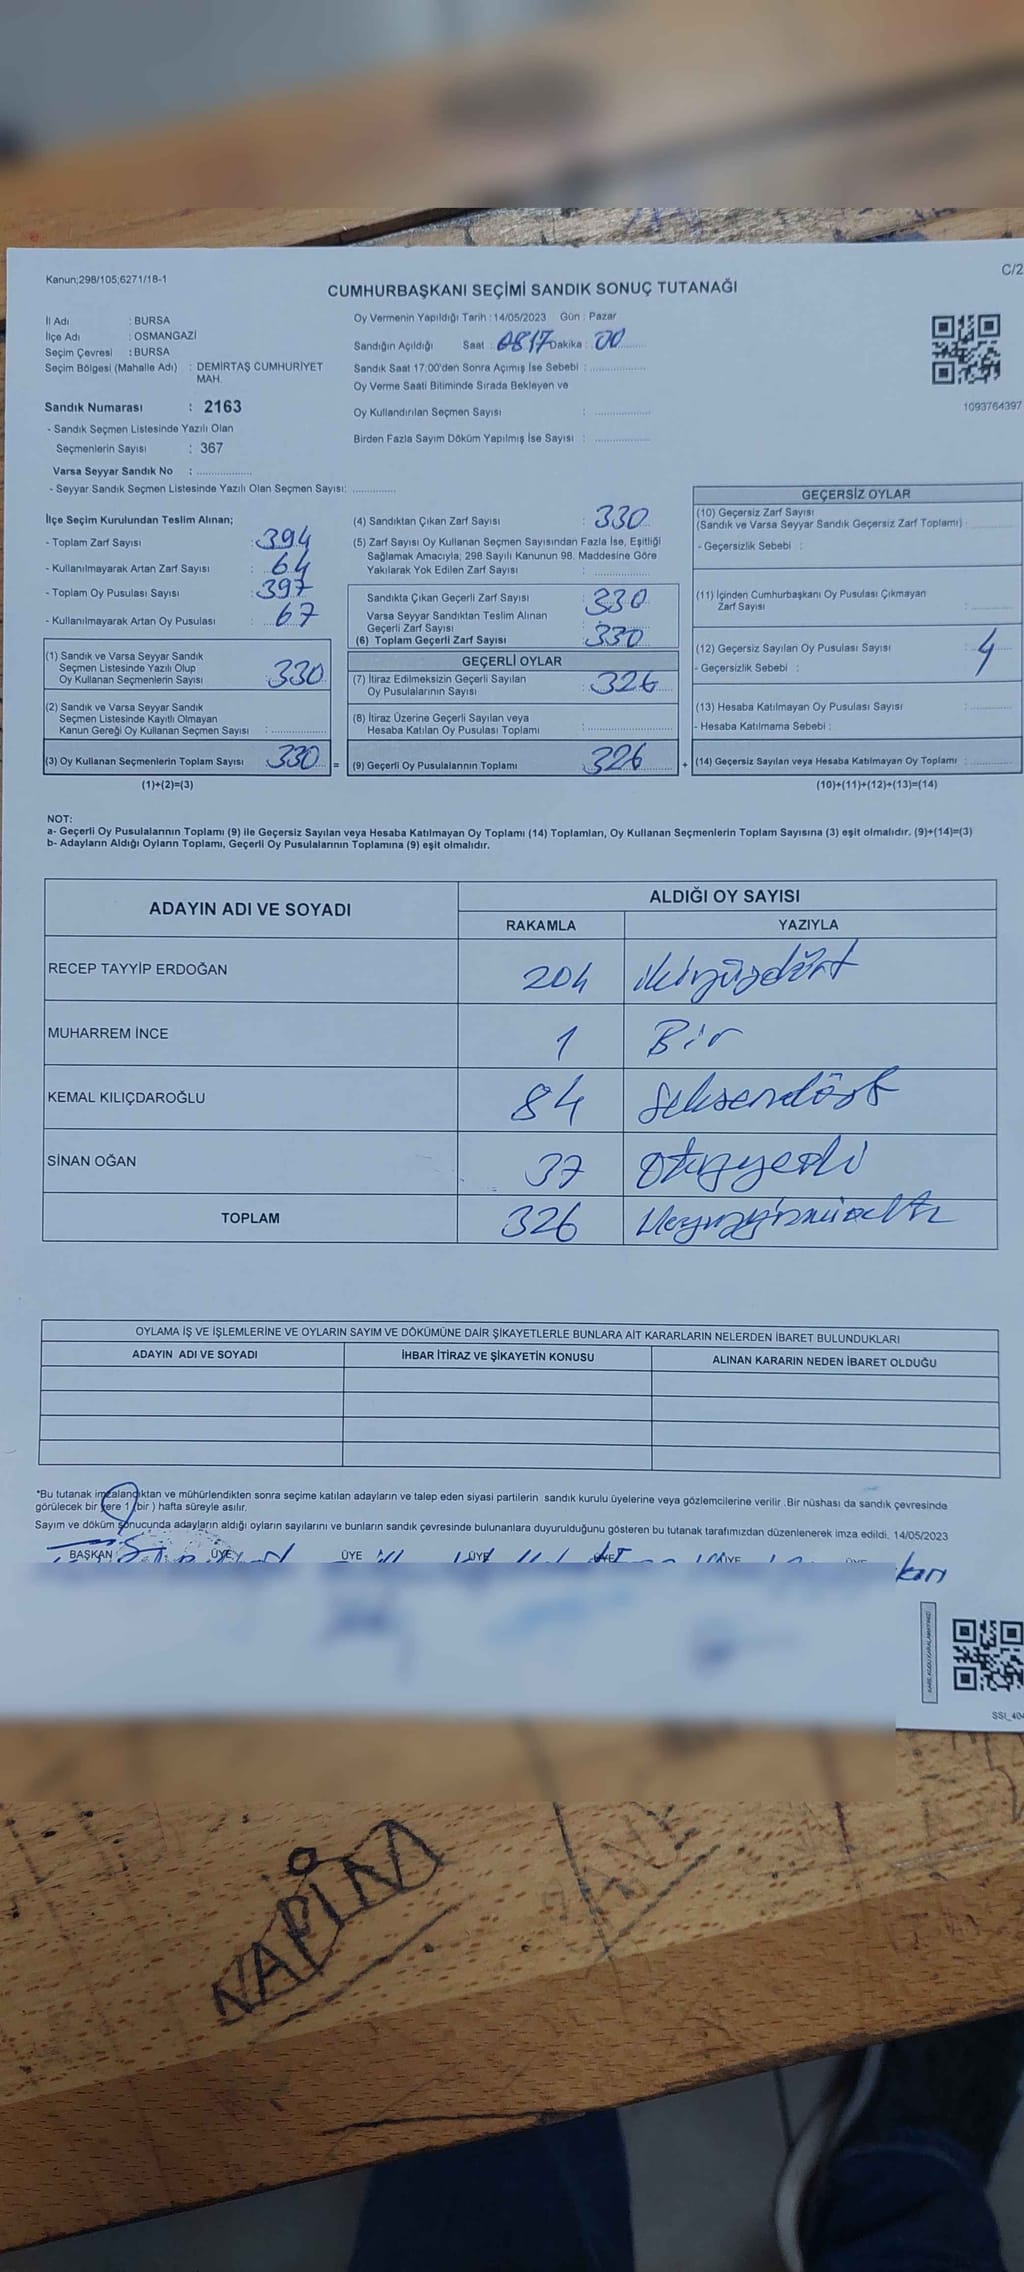 Kanun;298/105;6271/18-1
C/2
CUMHURBAŞKANI SEÇİMİ SANDIK SONUÇ TUTANAĞI
İl Adı : BURSA
İlçe Adı : OSMANGAZİ
Seçim Çevresi : BURSA
Seçim Bölgesi (Mahalle Adı) : DEMİRTAŞ CUMHURİYET
MAH.
Sandık Numarası : 2163
- Sandık Seçmen Listesinde Yazılı Olan
Seçmenlerin Sayısı : 367
Varsa Seyyar Sandık No : ................
- Seyyar Sandık Seçmen Listesinde Yazılı Olan Seçmen Sayısı: ............
Oy Vermenin Yapıldığı Tarih : 14/05/2023 Gün : Pazar
Sandığın Açıldığı Saat : Dakika : 00
Sandık Saat 17.00'den Sonra Açımış İse Sebebi : ................
Oy Verme Saati Bitiminde Sırada Bekleyen ve
Oy Kullandırılan Seçmen Sayısı : ................
Birden Fazla Sayım Döküm Yapılmış İse Sayısı : ................
1093764397
İlçe Seçim Kurulundan Teslim Alınan;
- Toplam Zarf Sayısı : 394
- Kullanılmayarak Artan Zarf Sayısı : 64
- Toplam Oy Pusulası Sayısı : 397
- Kullanılmayarak Artan Oy Pusulası : 67
(1) Sandık ve Varsa Seyyar Sandık
Seçmen Listesinde Yazılı Olup
Oy Kullanan Seçmenlerin Sayısı 330
(2) Sandık ve Varsa Seyyar Sandık
Seçmen Listesinde Kayıtlı Olmayan
Kanun Gereği Oy Kullanan Seçmen Sayısı : ................
(3) Oy Kullanan Seçmenlerin Toplam Sayısı 330 =
(1)+(2)=(3)
(4) Sandıktan Çıkan Zarf Sayısı : 330
(5) Zarf Sayısı Oy Kullanan Seçmen Sayısından Fazla İse, Eşitliği
Sağlamak Amacıyla; 298 Sayılı Kanunun 98. Maddesine Göre
Yakılarak Yok Edilen Zarf Sayısı : ................
Sandıkta Çıkan Geçerli Zarf Sayısı : 330
Varsa Seyyar Sandıktan Teslim Alınan
Geçerli Zarf Sayısı :
(6) Toplam Geçerli Zarf Sayısı 330
GEÇERLİ OYLAR
(7) İtiraz Edilmeksizin Geçerli Sayılan
Oy Pusulalarının Sayısı : 326
(8) İtiraz Üzerine Geçerli Sayılan veya
Hesaba Katılan Oy Pusulası Toplamı : ................
(9) Geçerli Oy Pusulalarının Toplamı 326 +
GEÇERSİZ OYLAR
(10) Geçersiz Zarf Sayısı
(Sandık ve Varsa Seyyar Sandık Geçersiz Zarf Toplamı) : ............
- Geçersizlik Sebebi :
(11) İçinden Cumhurbaşkanı Oy Pusulası Çıkmayan
Zarf Sayısı : ............
(12) Geçersiz Sayılan Oy Pusulası Sayısı : 4
- Geçersizlik Sebebi :
(13) Hesaba Katılmayan Oy Pusulası Sayısı : ............
- Hesaba Katılmama Sebebi :
(14) Geçersiz Sayılan veya Hesaba Katılmayan Oy Toplamı : ............
(10)+(11)+(12)+(13)=(14)
NOT:
a- Geçerli Oy Pusulalarının Toplamı (9) ile Geçersiz Sayılan veya Hesaba Katılmayan Oy Toplamı (14) Toplamları, Oy Kullanan Seçmenlerin Toplam Sayısına (3) eşit olmalıdır. (9)+(14)=(3)
b- Adayların Aldığı Oyların Toplamı, Geçerli Oy Pusulalarının Toplamına (9) eşit olmalıdır.
ADAYIN ADI VE SOYADI ALDIĞI OY SAYISI
RAKAMLA YAZIYLA
RECEP TAYYİP ERDOĞAN 204 ikiyüzdört
MUHARREM İNCE 1 Bir
KEMAL KILIÇDAROĞLU 84 Seksendört
SİNAN OĞAN 37 otuzyedi
TOPLAM 326 üçyüzyirmialtı
OYLAMA İŞ VE İŞLEMLERİNE VE OYLARIN SAYIM VE DÖKÜMÜNE DAİR ŞİKAYETLERLE BUNLARA AİT KARARLARIN NELERDEN İBARET BULUNDUKLARI
ADAYIN ADI VE SOYADI İHBAR İTİRAZ VE ŞİKAYETİN KONUSU ALINAN KARARIN NEDEN İBARET OLDUĞU
*Bu tutanak imzalandıktan ve mühürlendikten sonra seçime katılan adayların ve talep eden siyasi partilerin sandık kurulu üyelerine veya gözlemcilerine verilir .Bir nüshası da sandık çevresinde
görülecek bir yere 1 (bir ) hafta süreyle asılır.
Sayım ve döküm sonucunda adayların aldığı oyların sayılarını ve bunların sandık çevresinde bulunanlara duyurulduğunu gösteren bu tutanak tarafımızdan düzenlenerek imza edildi. 14/05/2023
BAŞKAN ÜYE ÜYE ÜYE ÜYE ÜYE ÜYE
NAPİM